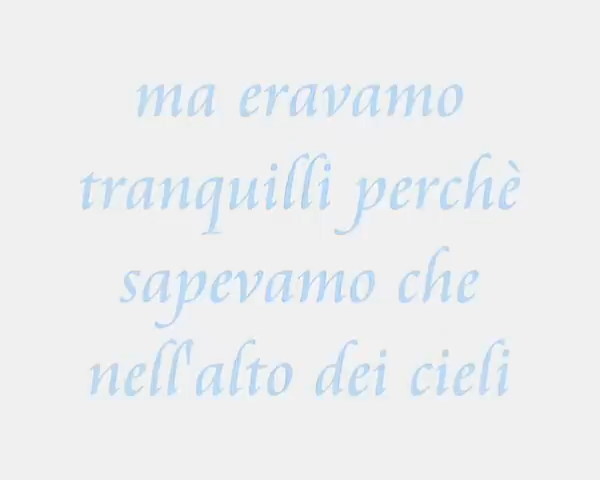 ma eravamo
tranquilli perchè
sapevamo che
nell'alto dei cieli